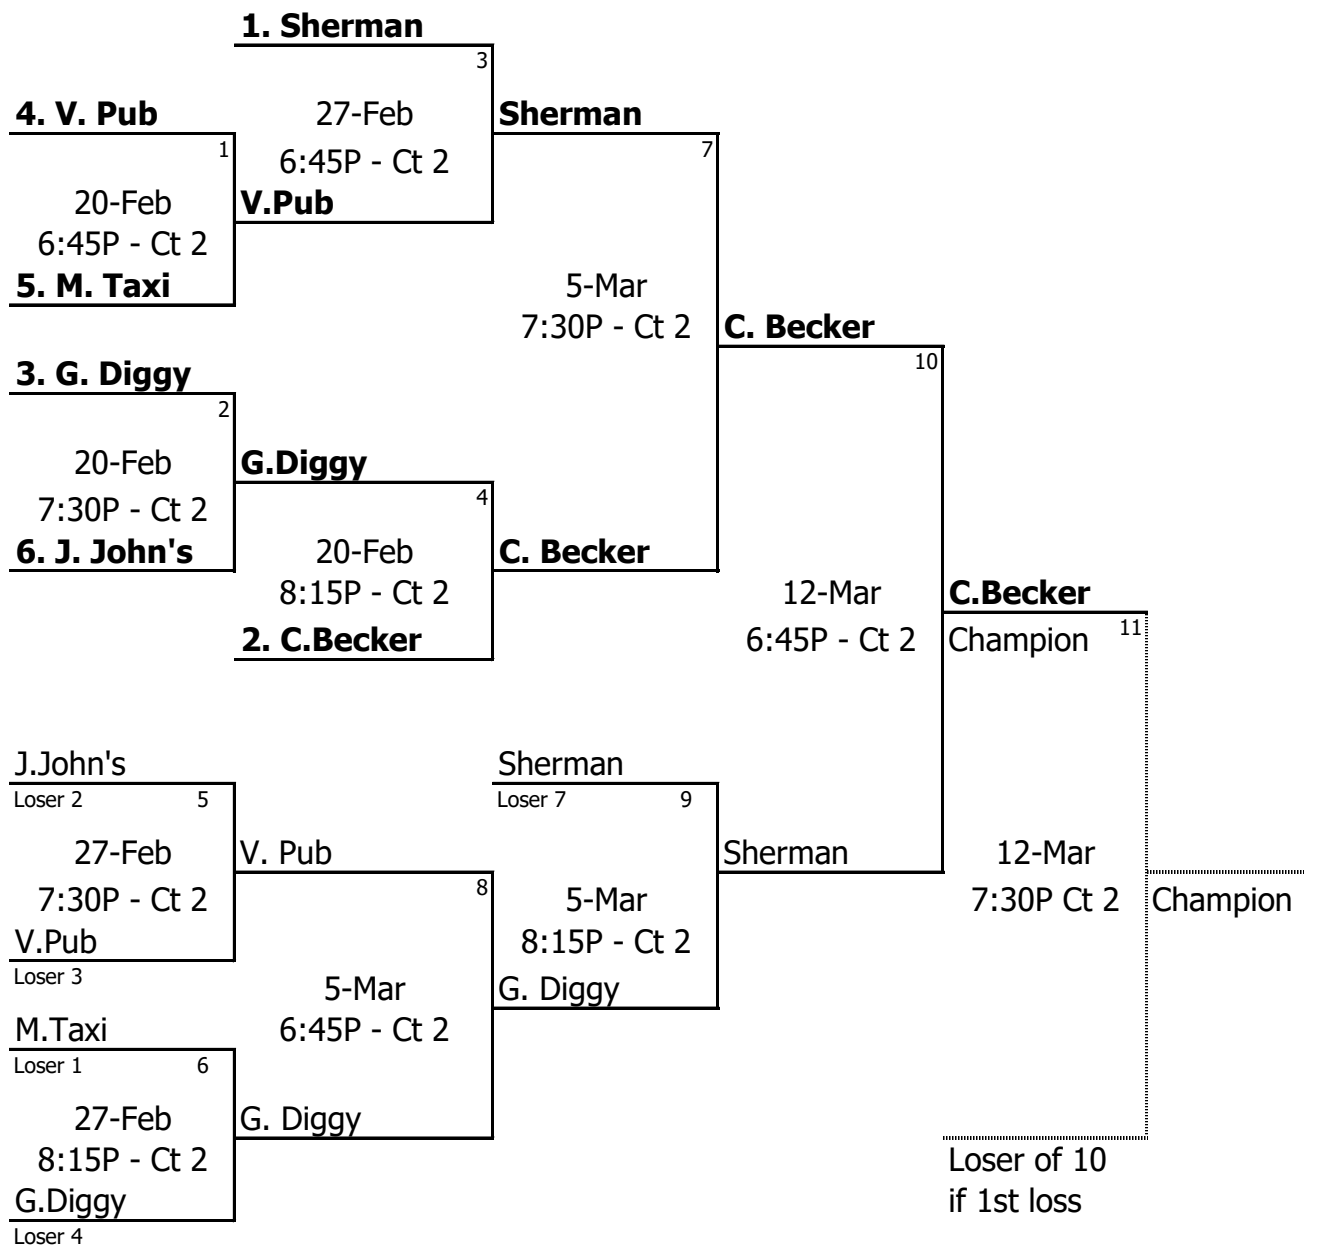 1. Sherman
3
4. V. Pub
27-Feb
Sherman
1
6:45P - Ct 2
7
20-Feb
V.Pub
6:45P - Ct 2
5. M. Taxi
5-Mar
7:30P - Ct 2
C. Becker
10
3. G. Diggy
2
20-Feb
G.Diggy
7:30P - Ct 2
4
6. J. John's
20-Feb
C. Becker
8:15P - Ct 2
12-Mar
C.Becker
2. C.Becker
6:45P - Ct 2
Champion
11
J.John's
Sherman
Loser 2
5
Loser 7
9
27-Feb
V. Pub
Sherman
12-Mar
7:30P - Ct 2
8
5-Mar
7:30P Ct 2
Champion
V.Pub
8:15P - Ct 2
Loser 3
5-Mar
G. Diggy
M.Taxi
6:45P - Ct 2
Loser 1
6
27-Feb
G. Diggy
8:15P - Ct 2
Loser of 10
G.Diggy
if 1st loss
Loser 4